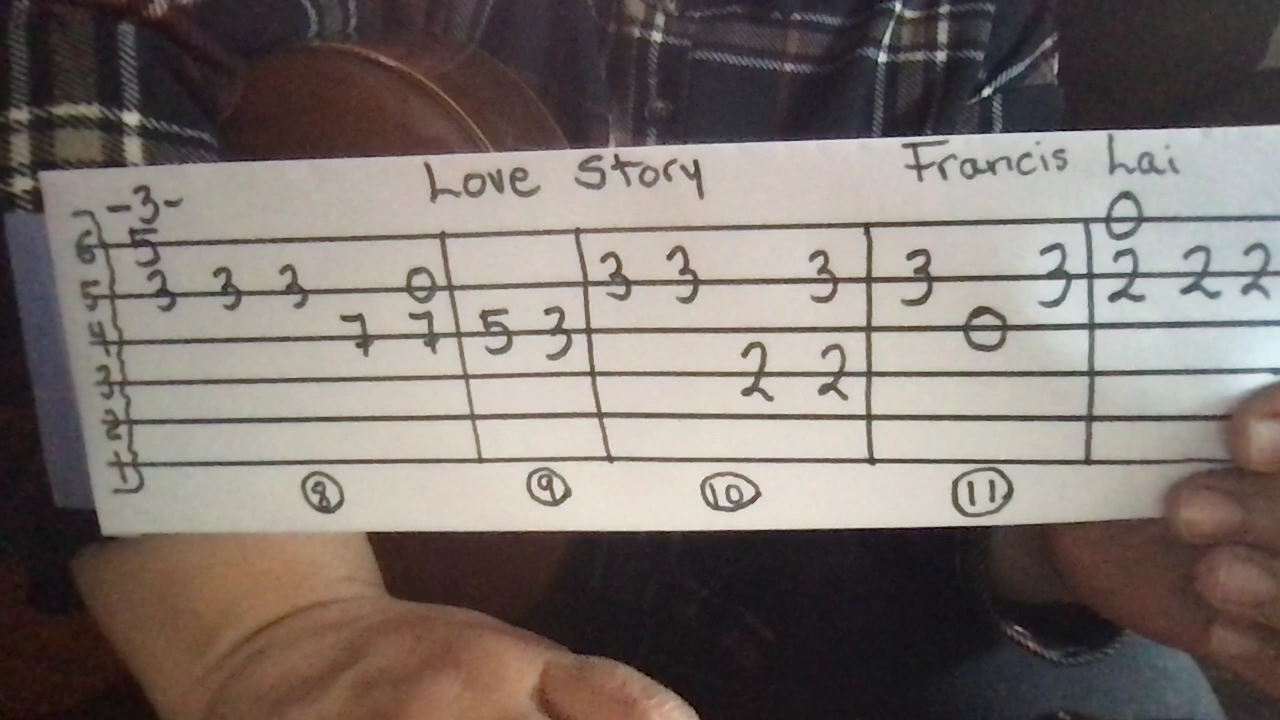 Love Story Francis Lai
-3- 0
6 5
5 3 3 3 0 3 3 3 3 3 2 2 2
4 7 7 5 3 0
3 2 2
2
1
8 9 10 11